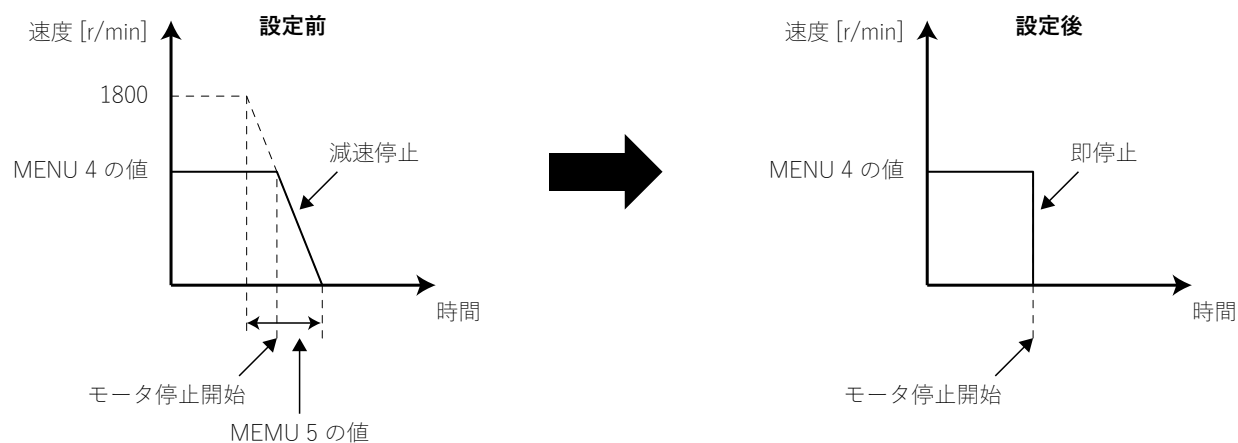 設定前
速度 [r/min]
1800
MENU 4 の値
減速停止
時間
モータ停止開始
MEMU 5 の値
設定後
速度 [r/min]
MENU 4 の値
即停止
時間
モータ停止開始